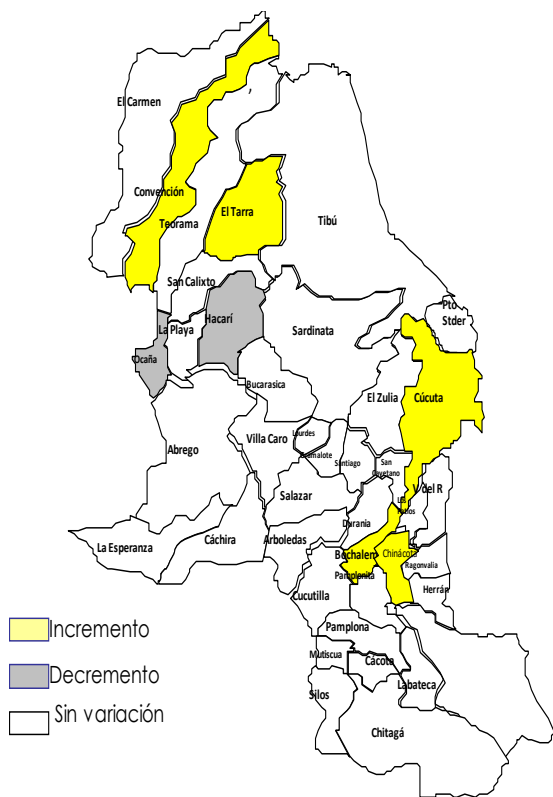 El Carmen
Convención
Teorama
El Tarra
Tibú
San Calixto
La Playa
Hacarí
Sardinata
Pto
Stder
Ocaña
Bucarasica
El Zulia
Cúcuta
Abrego
Villa Caro
Lourdes
Gramalote
Santiago
San
Cayetano
V del R
Los Patios
Salazar
Durania
La Esperanza
Cáchira
Arboledas
Bochalema
Chinácota
Ragonvalia
Pamplonita
Herrán
Cucutilla
Pamplona
Mutiscua
Cácota
Labateca
Silos
Chitagá
Incremento
Decremento
Sin variación